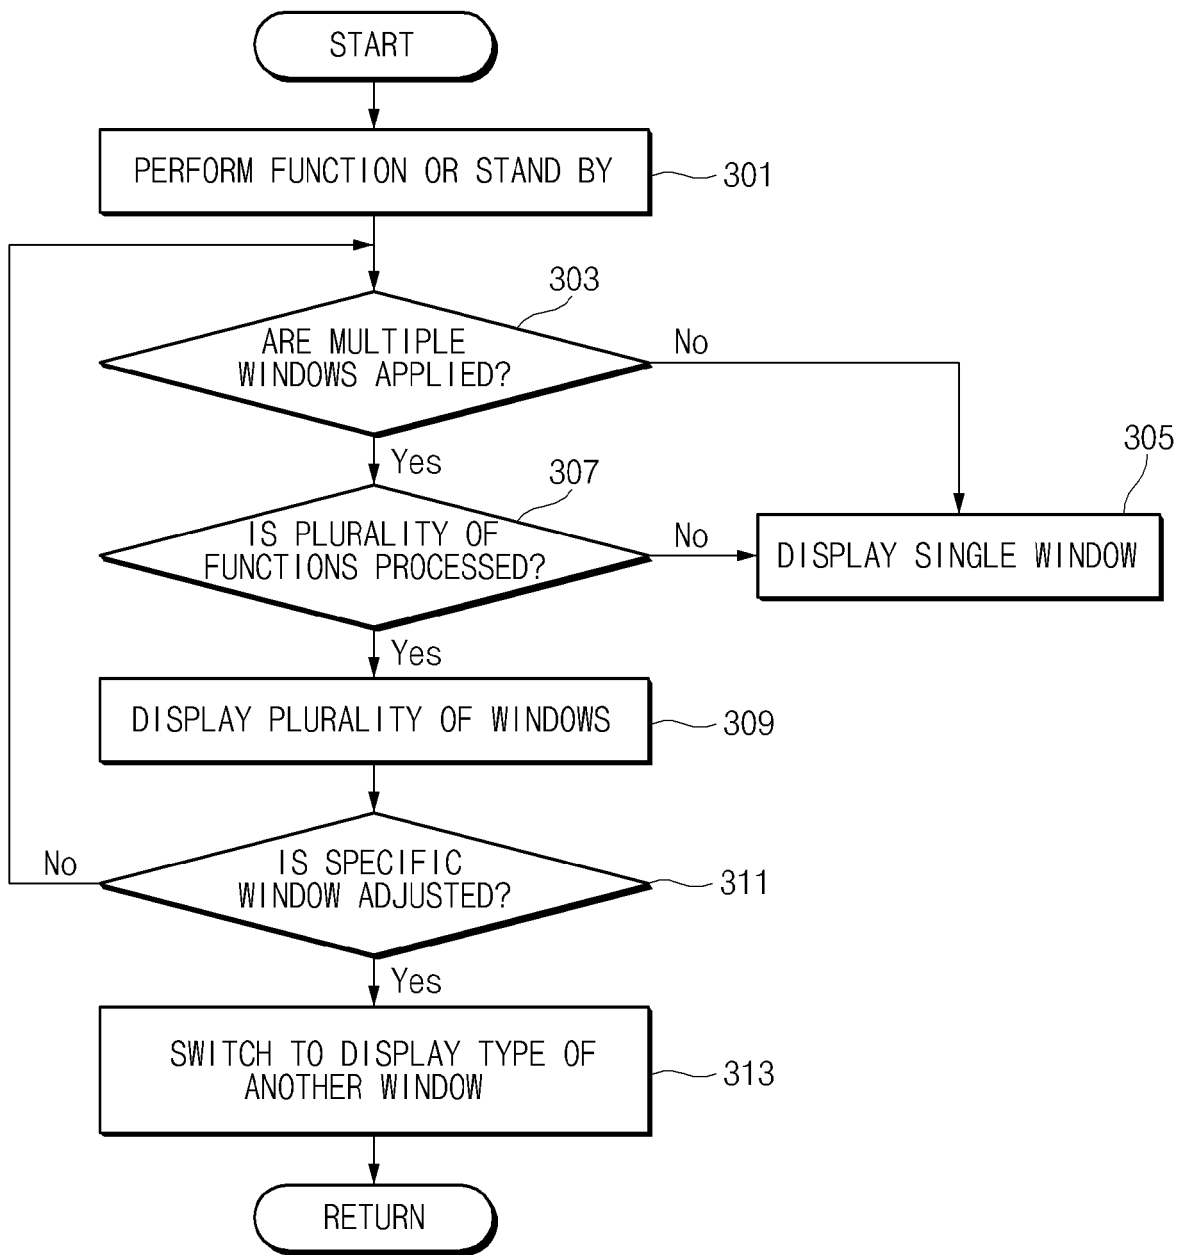 START
PERFORM FUNCTION OR STAND BY
301
303
ARE MULTIPLE
WINDOWS APPLIED?
No
Yes
305
307
IS PLURALITY OF
FUNCTIONS PROCESSED?
No
DISPLAY SINGLE WINDOW
Yes
DISPLAY PLURALITY OF WINDOWS
309
No
IS SPECIFIC
WINDOW ADJUSTED?
311
Yes
SWITCH TO DISPLAY TYPE OF
ANOTHER WINDOW
313
RETURN